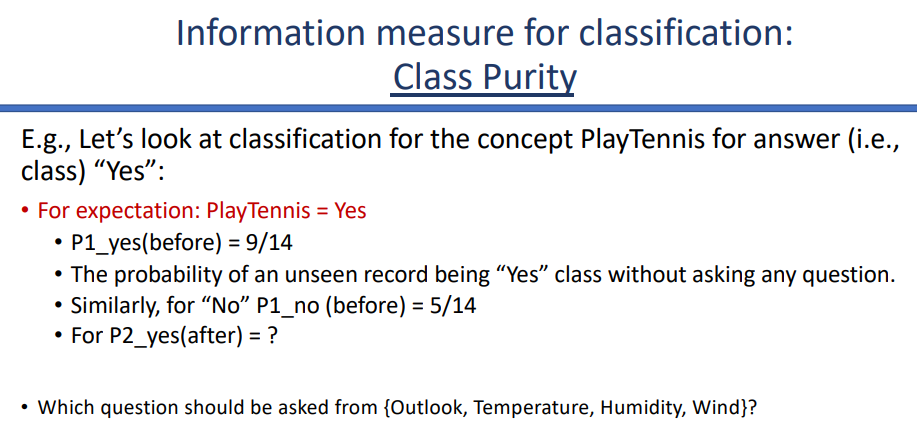 Information measure for classification:
Class Purity
E.g., Let’s look at classification for the concept PlayTennis for answer (i.e.,
class) “Yes”:
• For expectation: PlayTennis = Yes
• P1_yes(before) = 9/14
• The probability of an unseen record being “Yes” class without asking any question.
• Similarly, for “No” P1_no (before) = 5/14
• For P2_yes(after) = ?
• Which question should be asked from {Outlook, Temperature, Humidity, Wind}?